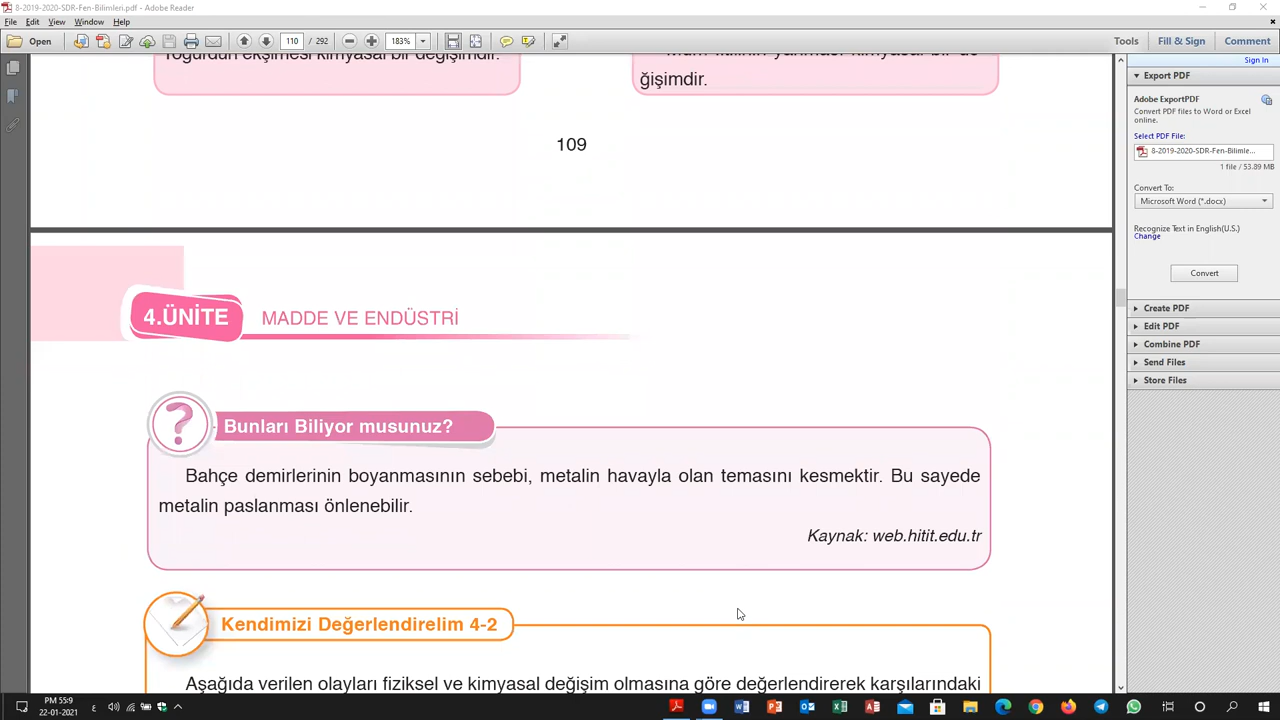 8-2019-2020-SDR-Fen-Bilimleri.pdf - Adobe Reader
File Edit View Window Help
Open 110 / 292 183% Tools Fill & Sign Comment
Sign In
Export PDF
Adobe ExportPDF
Convert PDF files to Word or Excel
online.
Select PDF File:
8-2019-2020-SDR-Fen-Bilimle...
1 file / 53.89 MB
Convert To:
Microsoft Word (*.docx)
Recognize Text in English(U.S.)
Change
Convert
Create PDF
Edit PDF
Combine PDF
Send Files
Store Files
Yoğurdun ekşimesi kimyasal bir değişimdir.
yanması kimyasal bir de-
ğişimdir.
109
4.ÜNİTE MADDE VE ENDÜSTRİ
Bunları Biliyor musunuz?
Bahçe demirlerinin boyanmasının sebebi, metalin havayla olan temasını kesmektir. Bu sayede
metalin paslanması önlenebilir.
Kaynak: web.hitit.edu.tr
Kendimizi Değerlendirelim 4-2
Aşağıda verilen olayları fiziksel ve kimyasal değişim olmasına göre değerlendirerek karşılarındaki
PM 55:9
22-01-2021
ع